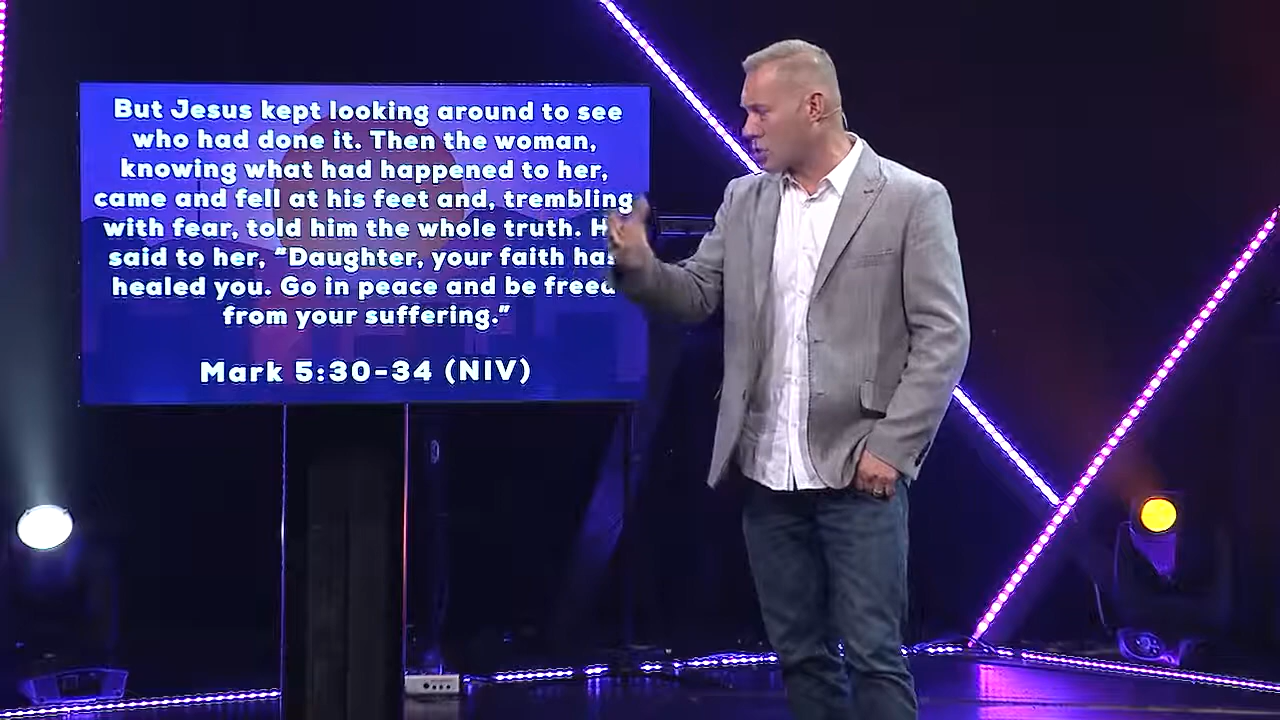 But Jesus kept looking around to see
who had done it. Then the woman,
knowing what had happened to her,
came and fell at his feet and, trembling
with fear, told him the whole truth. H
said to her, “Daughter, your faith has
healed you. Go in peace and be freed
from your suffering.”
Mark 5:30-34 (NIV)